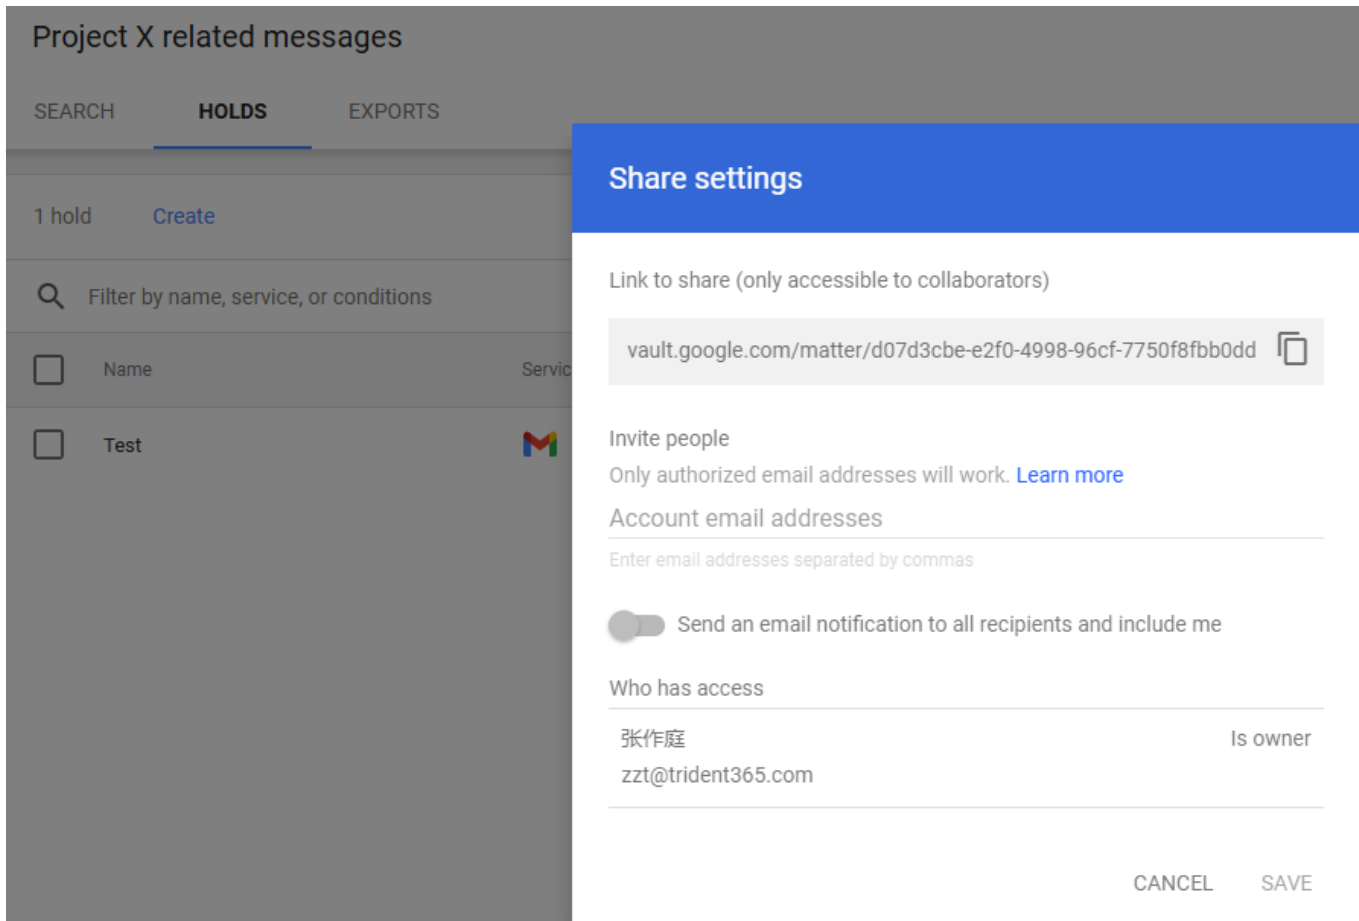 Project X related messages
SEARCH HOLDS EXPORTS
1 hold Create
Filter by name, service, or conditions
Name Servic
Test
Share settings
Link to share (only accessible to collaborators)
vault.google.com/matter/d07d3cbe-e2f0-4998-96cf-7750f8fbb0dd
Invite people
Only authorized email addresses will work. Learn more
Account email addresses
Enter email addresses separated by commas
Send an email notification to all recipients and include me
Who has access
张作庭 Is owner
zzt@trident365.com
CANCEL SAVE